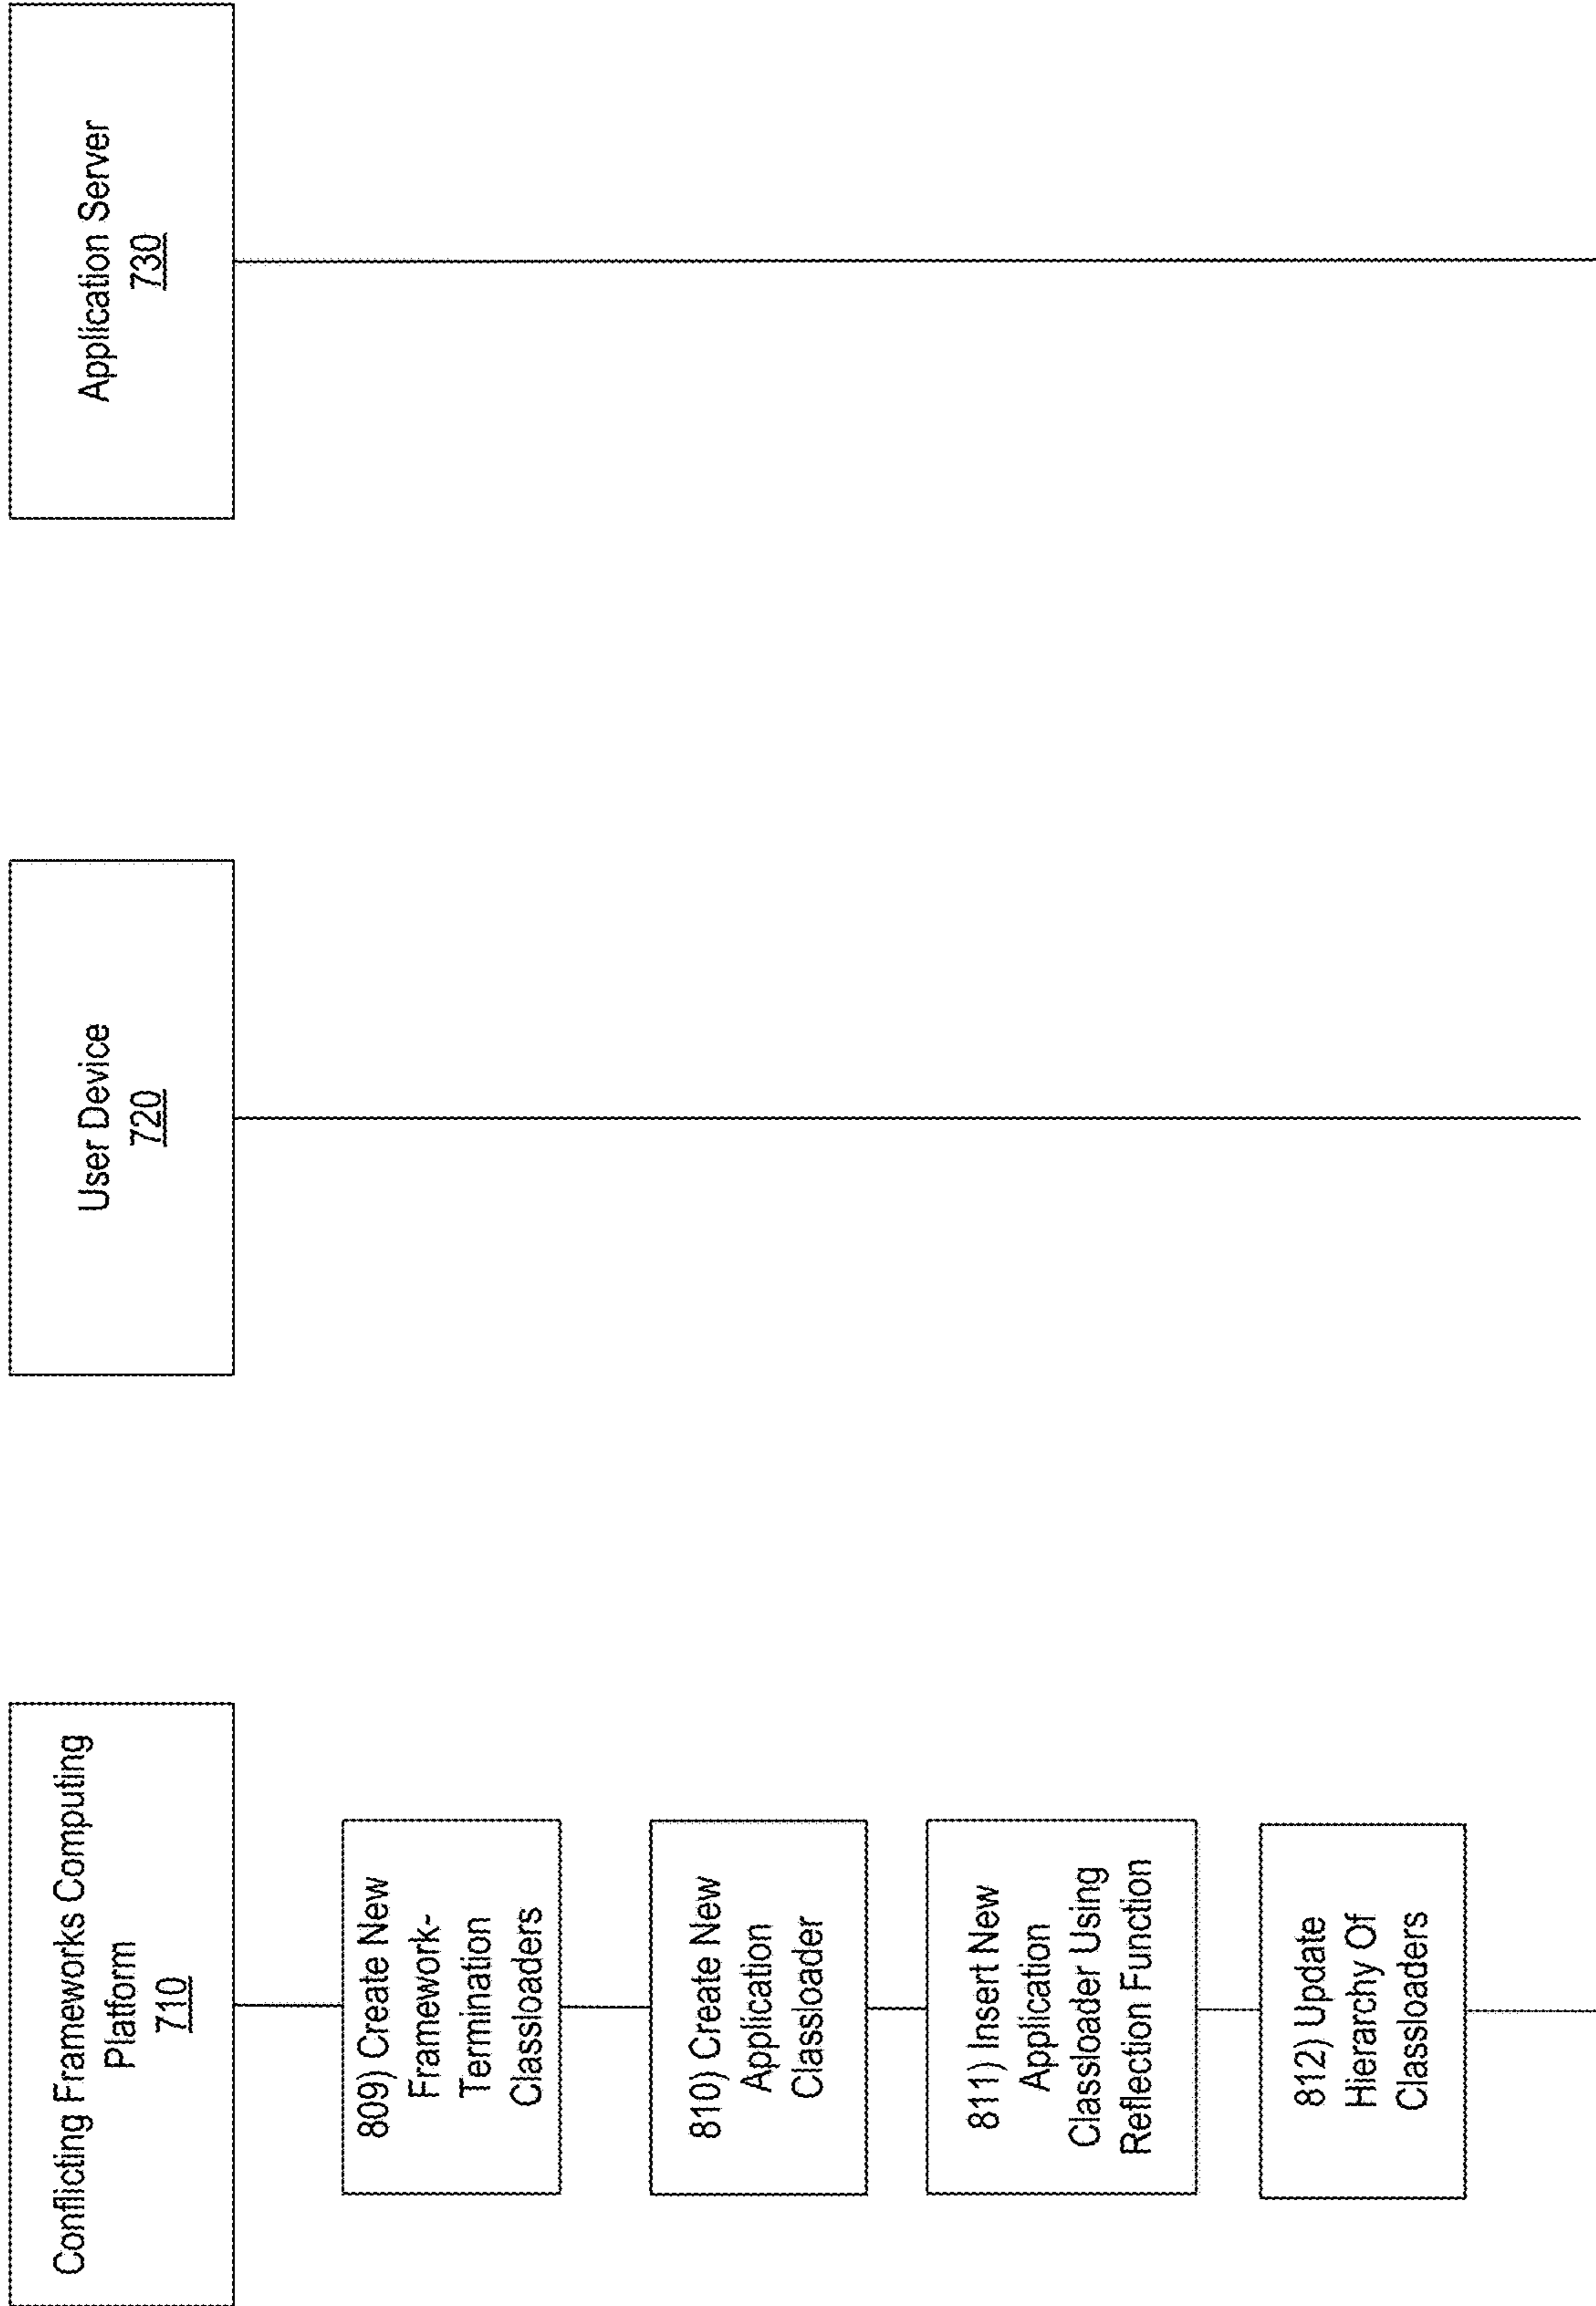 Conflicting Frameworks Computing
Platform
710
User Device
720
Application Server
730
809) Create New
Framework-
Termination
Classloaders
810) Create New
Application
Classloader
811) Insert New
Application
Classloader Using
Reflection Function
812) Update
Hierarchy Of
Classloaders